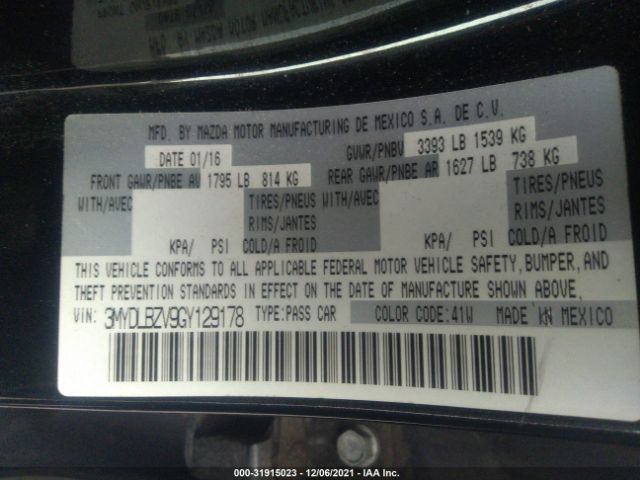 MFD. BY MAZDA MOTOR MANUFACTURING DE MEXICO S.A. DE C.V.
DATE 01/16 GVWR/PNBV 3393 LB 1539 KG
FRONT GAWR/PNBE AV 1795 LB 814 KG REAR GAWR/PNBE AR 1627 LB 738 KG
WITH/AVEC TIRES/PNEUS WITH/AVEC TIRES/PNEUS
RIMS/JANTES RIMS/JANTES
KPA/ PSI COLD/A FROID KPA/ PSI COLD/A FROID
THIS VEHICLE CONFORMS TO ALL APPLICABLE FEDERAL MOTOR VEHICLE SAFETY, BUMPER, AND
THEFT PREVENTION STANDARDS IN EFFECT ON THE DATE OF MANUFACTURE SHOWN ABOVE.
VIN: 3MYDLBZV9GY129178 TYPE:PASS CAR COLOR CODE:41W MADE IN MEXICO
000-31915023 - 12/06/2021 - IAA Inc.